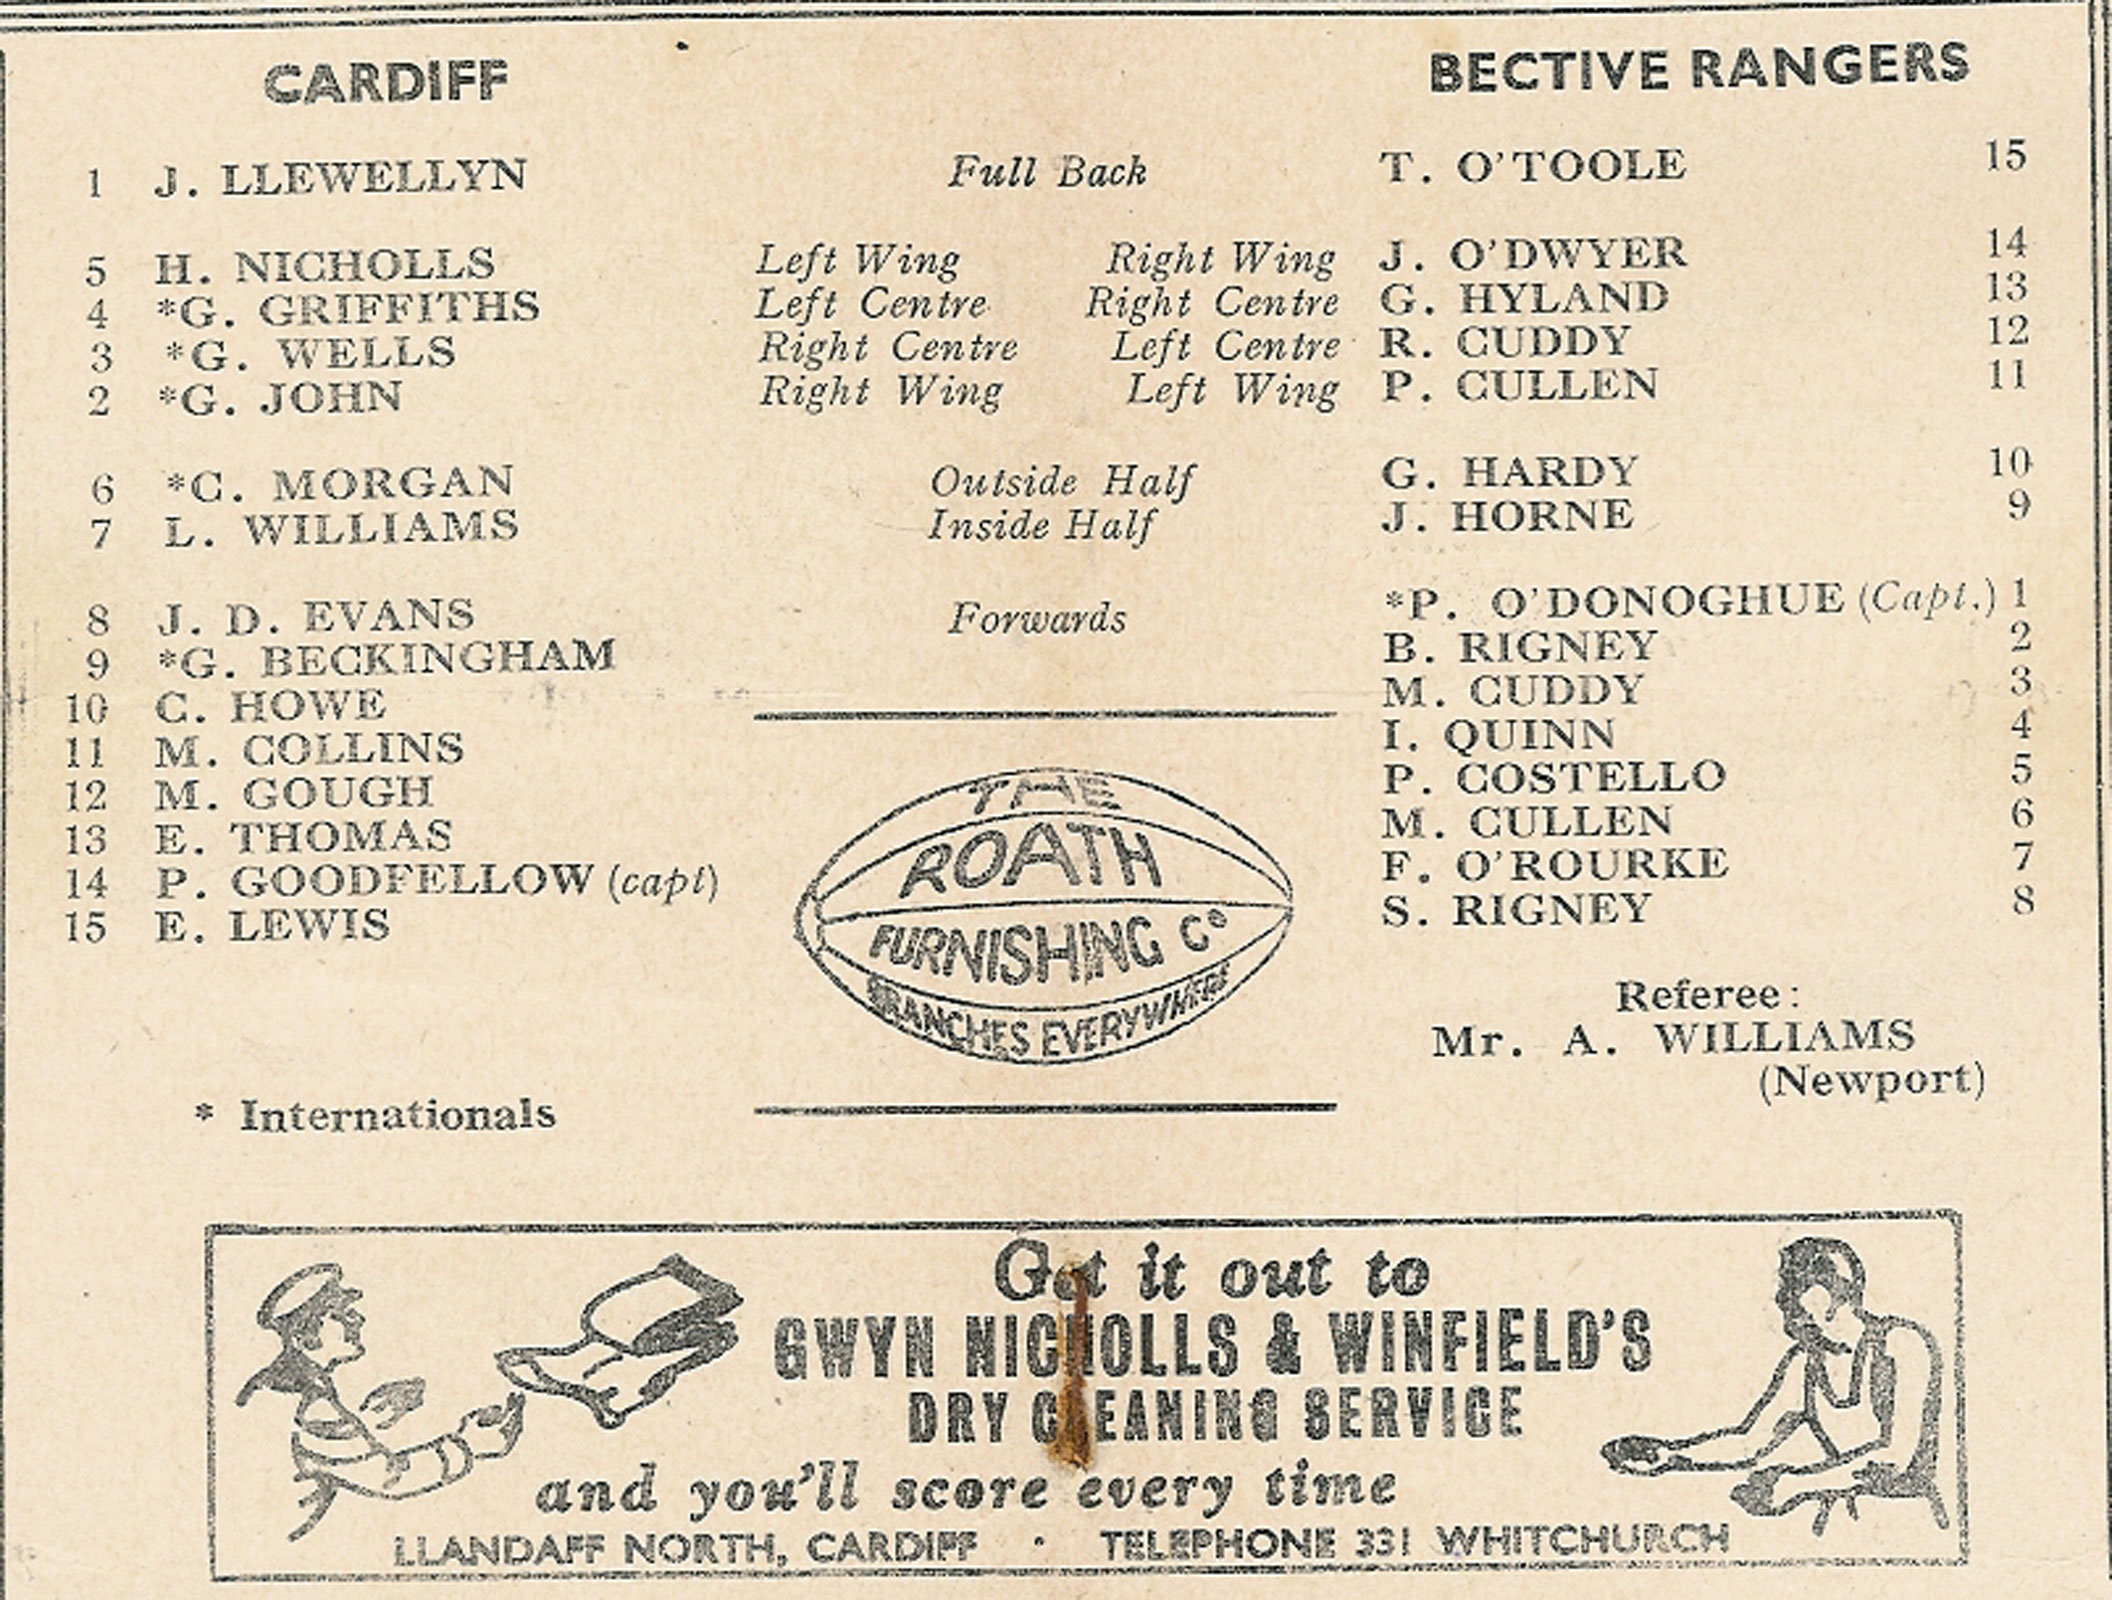 CARDIFF BECTIVE RANGERS
1 J. LLEWELLYN Full Back T. O'TOOLE 15
5 H. NICHOLLS Left Wing Right Wing J. O'DWYER 14
4 *G. GRIFFITHS Left Centre Right Centre G. HYLAND 13
3 *G. WELLS Right Centre Left Centre R. CUDDY 12
2 *G. JOHN Right Wing Left Wing P. CULLEN 11
6 *C. MORGAN Outside Half G. HARDY 10
7 L. WILLIAMS Inside Half J. HORNE 9
8 J. D. EVANS Forwards *P. O'DONOGHUE (Capt.) 1
9 *G. BECKINGHAM B. RIGNEY 2
10 C. HOWE M. CUDDY 3
11 M. COLLINS I. QUINN 4
12 M. GOUGH P. COSTELLO 5
13 E. THOMAS M. CULLEN 6
14 P. GOODFELLOW (capt) F. O'ROURKE 7
15 E. LEWIS S. RIGNEY 8
THE
ROATH
FURNISHING Co
BRANCHES EVERYWHERE
Referee:
Mr. A. WILLIAMS
(Newport)
* Internationals
Get it out to
GWYN NICHOLLS & WINFIELD'S
DRY CLEANING SERVICE
and you'll score every time
LLANDAFF NORTH, CARDIFF · TELEPHONE 331 WHITCHURCH